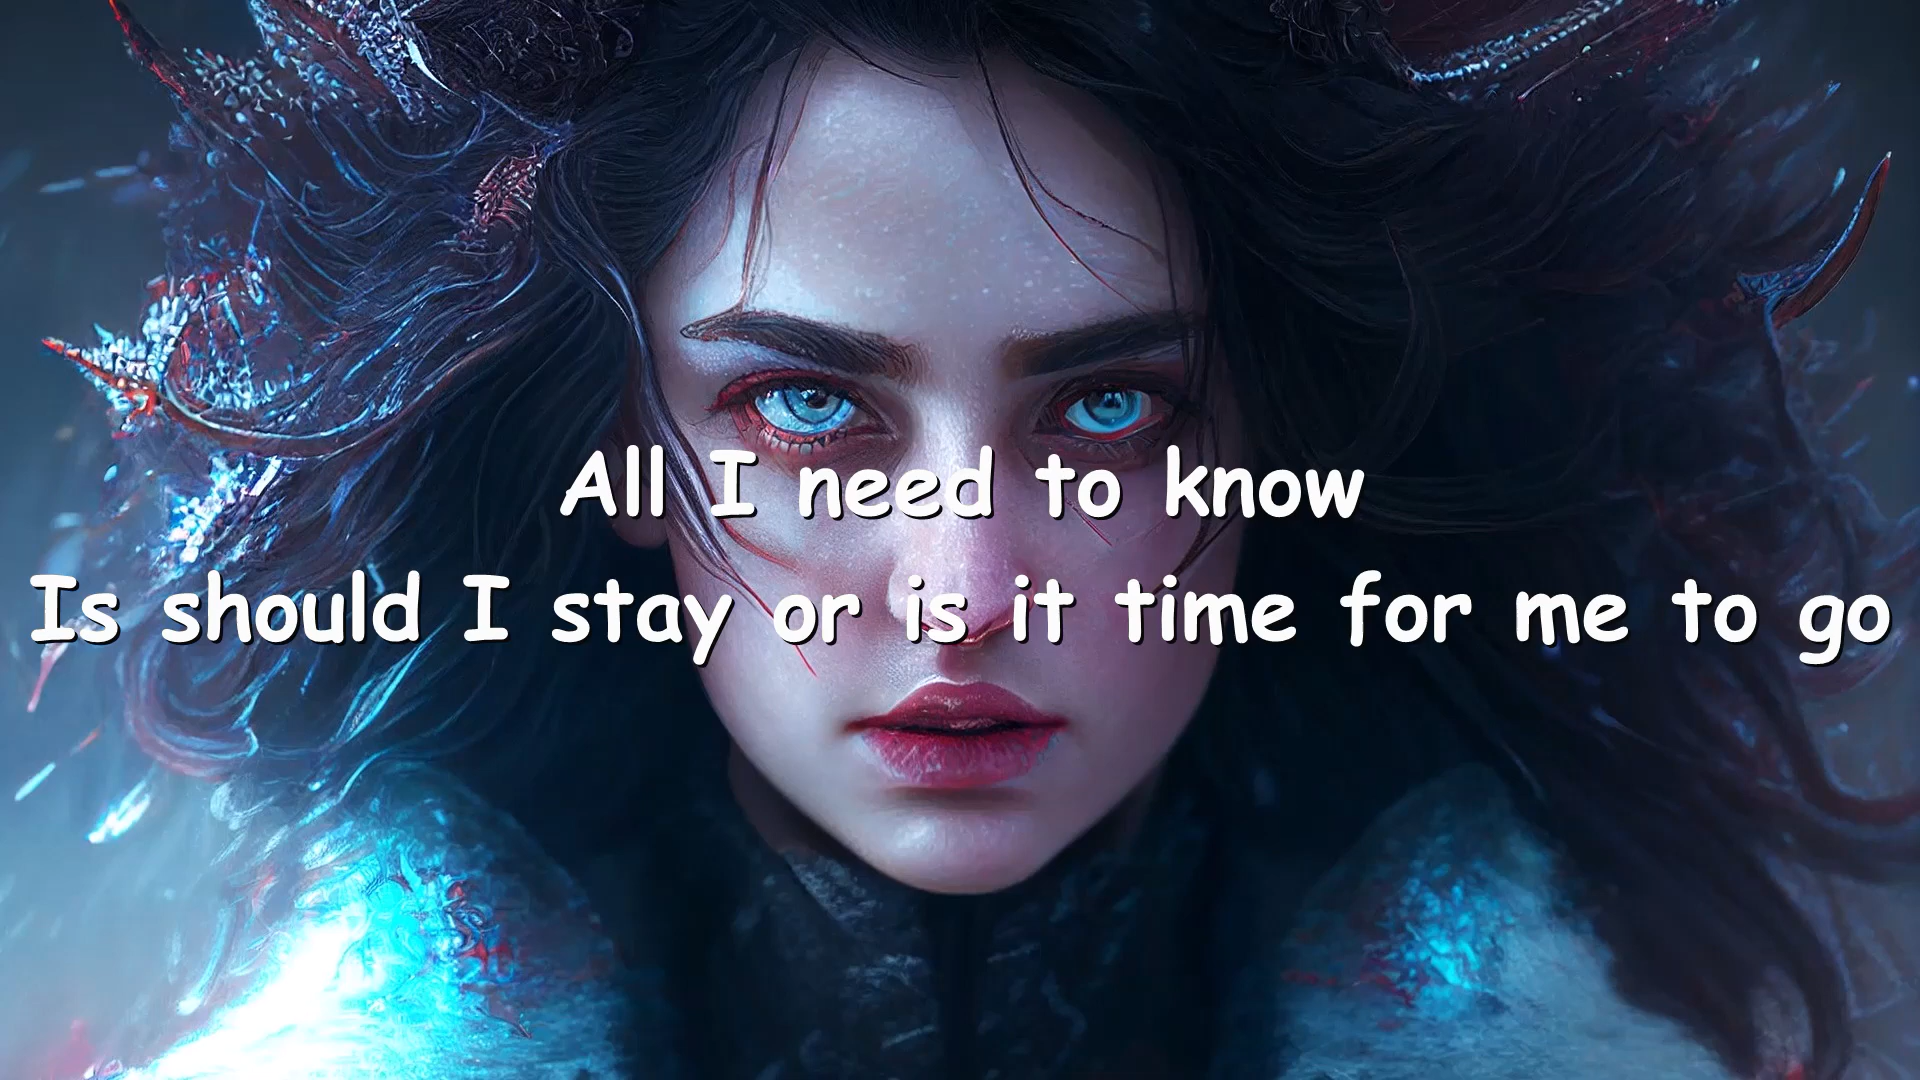 All I need to know
Is should I stay or is it time for me to go